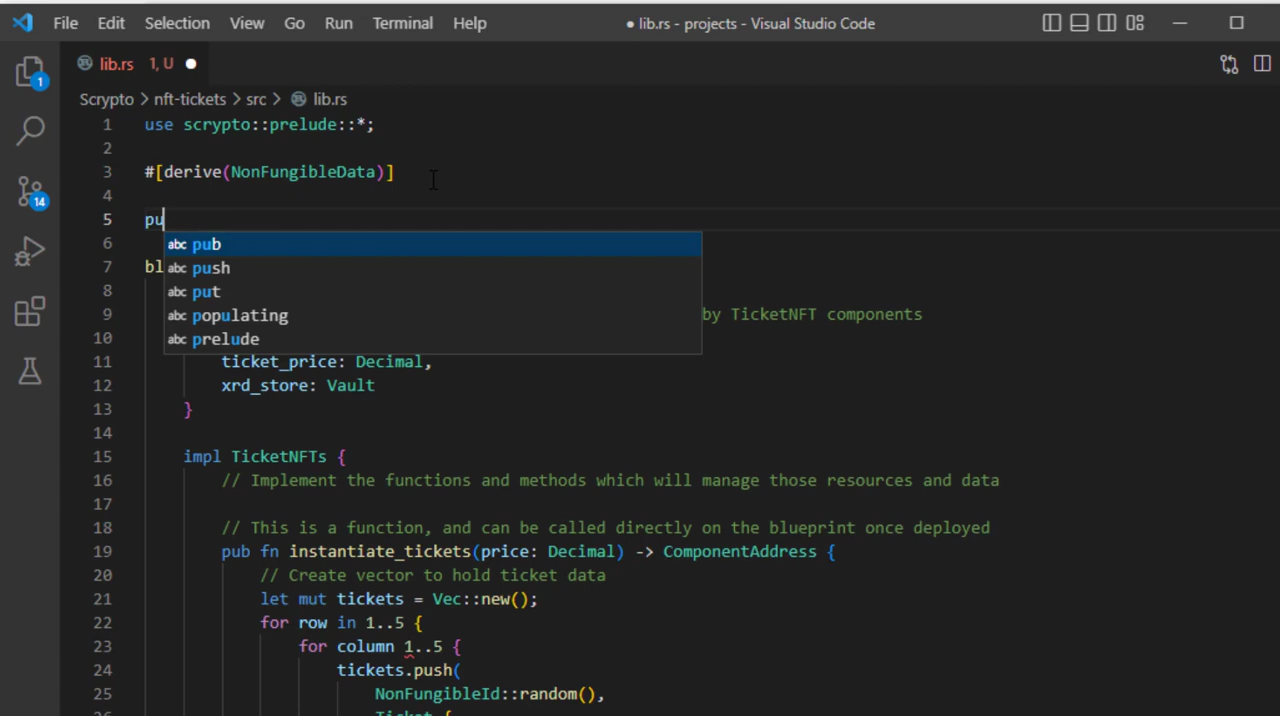 File Edit Selection View Go Run Terminal Help ● lib.rs - projects - Visual Studio Code
lib.rs 1, U ●
1
Scrypto > nft-tickets > src > lib.rs
1 use scrypto::prelude::*;
2
3 #[derive(NonFungibleData)]
4
5 pu
6 abc pub
7 bl abc push
8 abc put
9 abc populating by TicketNFT components
10 abc prelude
11 ticket_price: Decimal,
12 xrd_store: Vault
13 }
14
14
15 impl TicketNFTs {
16 // Implement the functions and methods which will manage those resources and data
17
18 // This is a function, and can be called directly on the blueprint once deployed
19 pub fn instantiate_tickets(price: Decimal) -> ComponentAddress {
20 // Create vector to hold ticket data
21 let mut tickets = Vec::new();
22 for row in 1..5 {
23 for column 1..5 {
24 tickets.push(
25 NonFungibleId::random(),
26 Ticket {